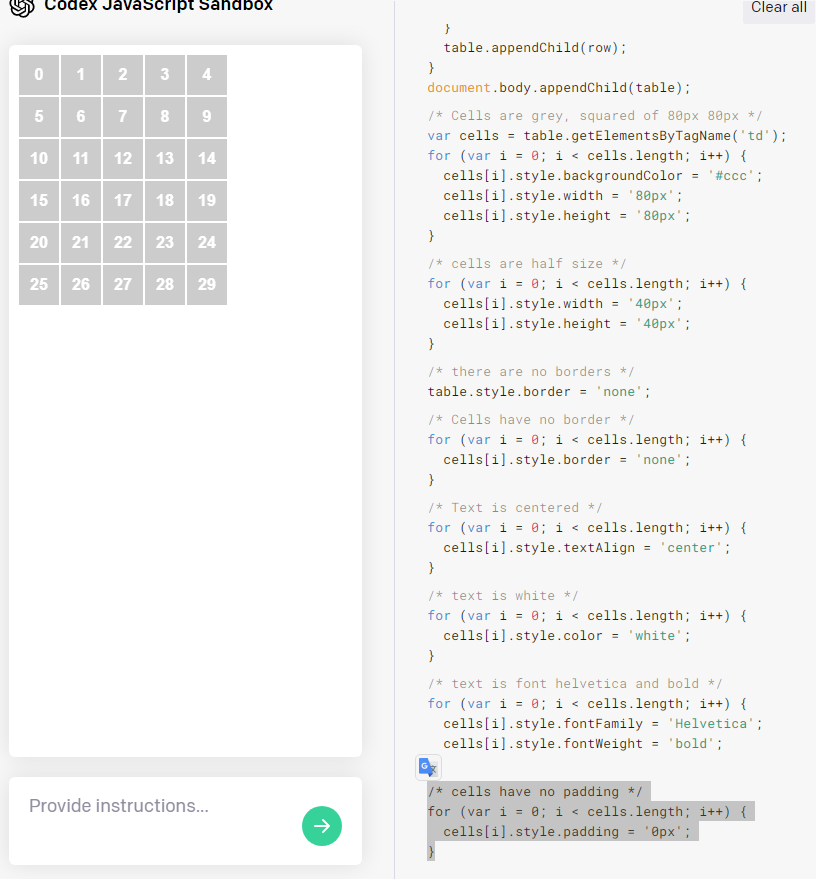 Codex JavaScript Sandbox
0 1 2 3 4
5 6 7 8 9
10 11 12 13 14
15 16 17 18 19
20 21 22 23 24
25 26 27 28 29
Provide instructions...
Clear all
}
table.appendChild(row);
}
document.body.appendChild(table);
/* Cells are grey, squared of 80px 80px */
var cells = table.getElementsByTagName('td');
for (var i = 0; i < cells.length; i++) {
cells[i].style.backgroundColor = '#ccc';
cells[i].style.width = '80px';
cells[i].style.height = '80px';
}
/* cells are half size */
for (var i = 0; i < cells.length; i++) {
cells[i].style.width = '40px';
cells[i].style.height = '40px';
}
/* there are no borders */
table.style.border = 'none';
/* Cells have no border */
for (var i = 0; i < cells.length; i++) {
cells[i].style.border = 'none';
}
/* Text is centered */
for (var i = 0; i < cells.length; i++) {
cells[i].style.textAlign = 'center';
}
/* text is white */
for (var i = 0; i < cells.length; i++) {
cells[i].style.color = 'white';
}
/* text is font helvetica and bold */
for (var i = 0; i < cells.length; i++) {
cells[i].style.fontFamily = 'Helvetica';
cells[i].style.fontWeight = 'bold';
G
/* cells have no padding */
for (var i = 0; i < cells.length; i++) {
cells[i].style.padding = '0px';
}